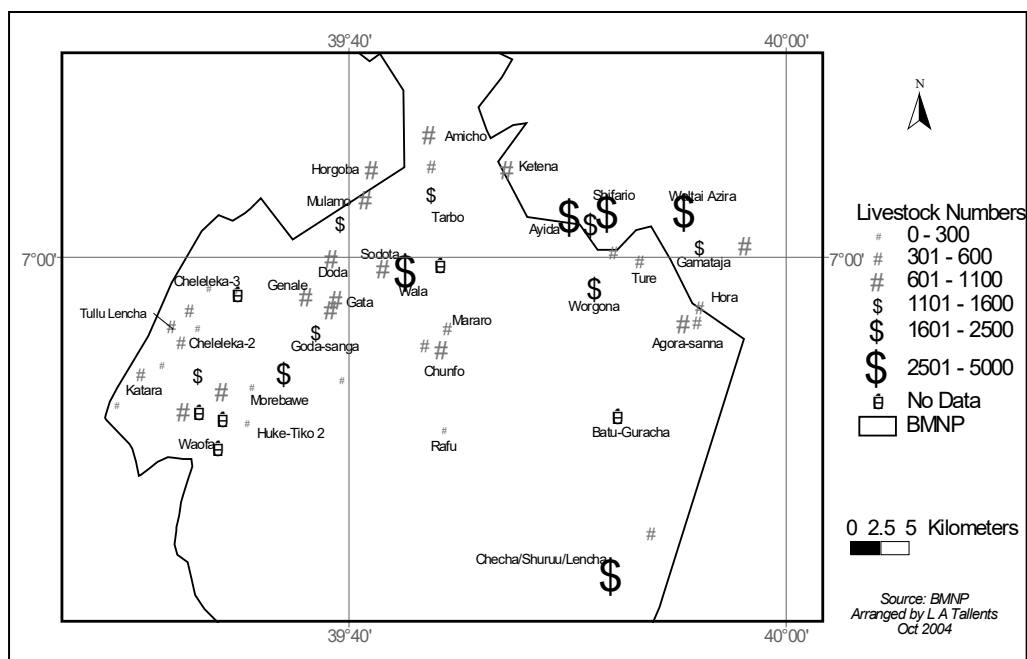 39°40'
40°00'
N
Amicho
Horgoba
Ketena
Mulamo
Tarbo
Shifario
Woltai Azira
Ayida
Livestock Numbers
# 0 - 300
# 301 - 600
# 601 - 1100
$ 1101 - 1600
$ 1601 - 2500
$ 2501 - 5000
No Data
BMNP
7°00'
7°00'
Sodota
Doda
Wala
Gamataja
Ture
Cheleleka-3
Genale
Gata
Worgona
Hora
Tullu Lencha
Mararo
Cheleleka-2
Goda-sanga
Agora-sanna
Chunfo
Katara
Morebawe
Huke-Tiko 2
Waofa
Rafu
Batu-Guracha
0 2.5 5 Kilometers
Checha/Shuruu/Lencha
Source: BMNP
Arranged by L A Tallents
Oct 2004
39°40'
40°00'